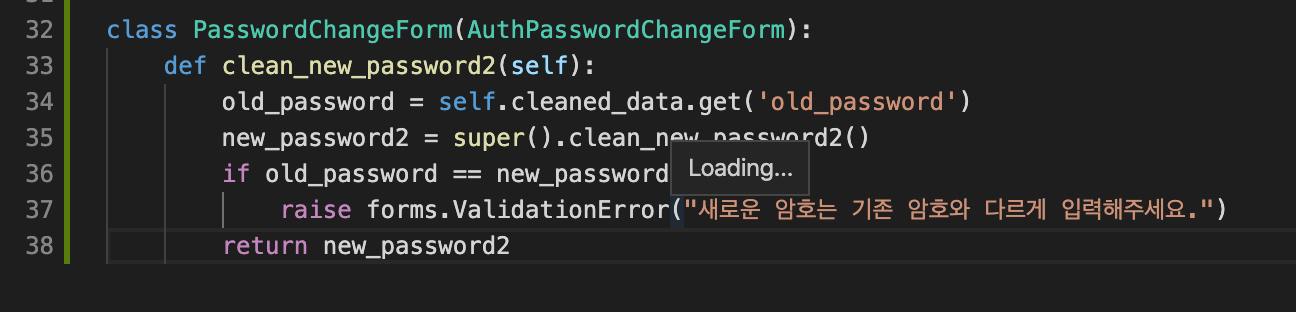 31
32 class PasswordChangeForm(AuthPasswordChangeForm):
33 def clean_new_password2(self):
34 old_password = self.cleaned_data.get('old_password')
35 new_password2 = super().clean_new_password2()
36 if old_password == new_password
Loading...
37 raise forms.ValidationError("새로운 암호는 기존 암호와 다르게 입력해주세요.")
38 return new_password2